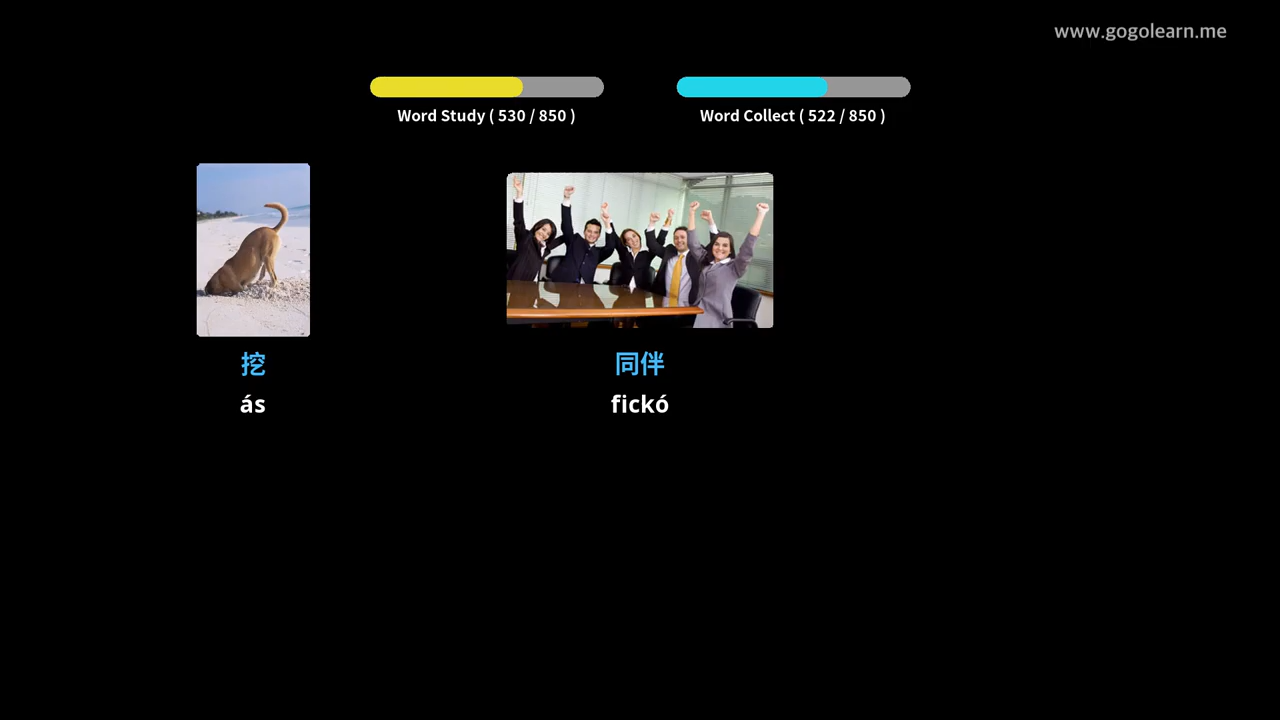 www.gogolearn.me
Word Study ( 530 / 850 )
Word Collect ( 522 / 850 )
挖
ás
同伴
fickó